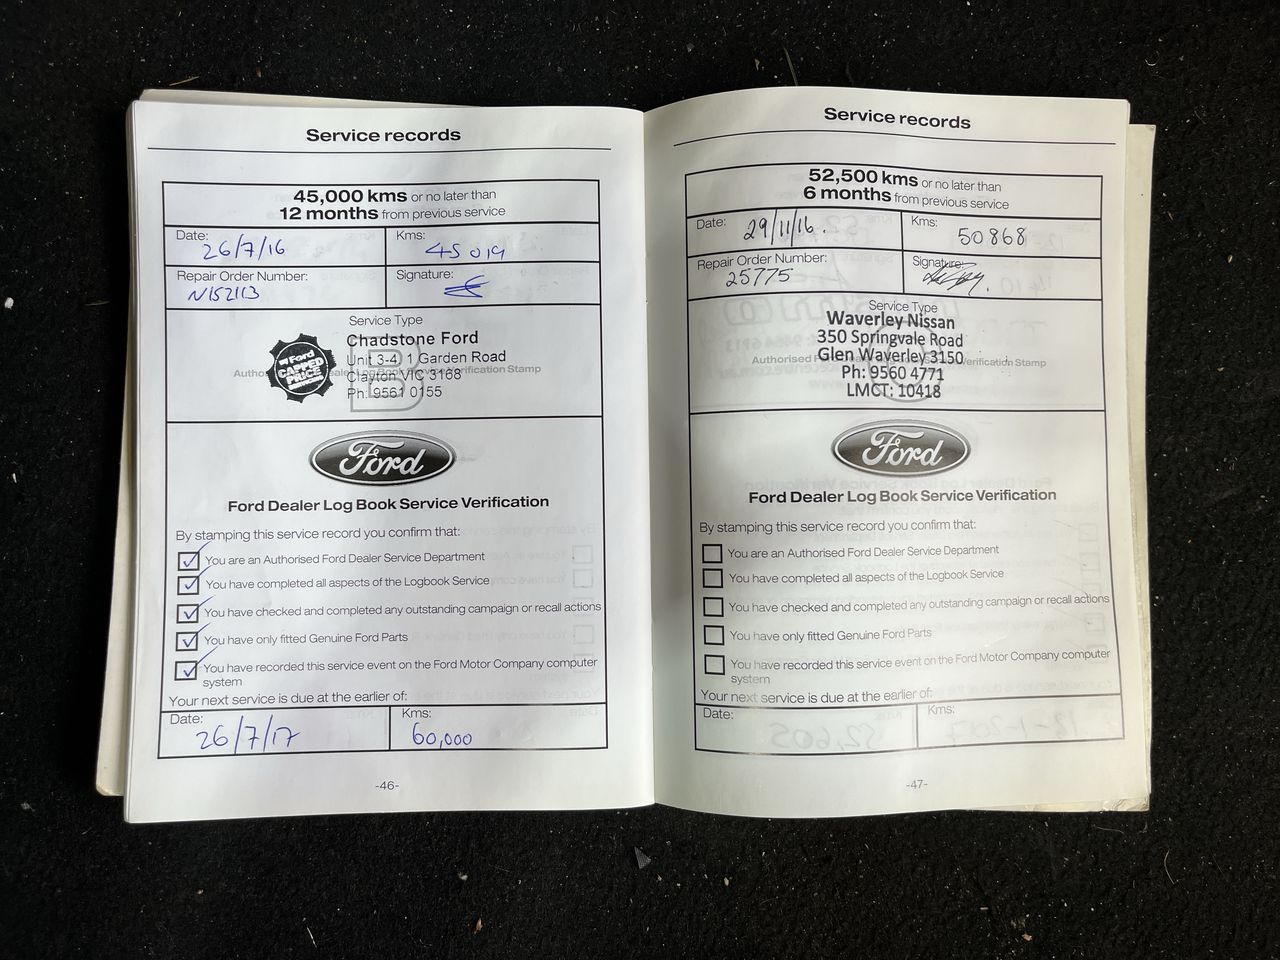 Service records
45,000 kms or no later than
12 months from previous service
Date: 26/7/16
Kms: 45 019
Repair Order Number: N152113
Signature:
Service Type
Ford
CAPPED
PRICE
Chadstone Ford
Unit 3-4 1 Garden Road
Clayton VIC 3168
Ph: 9561 0155
B
Ford
Ford Dealer Log Book Service Verification
By stamping this service record you confirm that:
You are an Authorised Ford Dealer Service Department
You have completed all aspects of the Logbook Service
You have checked and completed any outstanding campaign or recall actions
You have only fitted Genuine Ford Parts
You have recorded this service event on the Ford Motor Company computer
system
Your next service is due at the earlier of:
Date: 26/7/17
Kms: 60,000
-46-
Service records
52,500 kms or no later than
6 months from previous service
Date: 29/11/16.
Kms: 50868
Repair Order Number: 25775
Signature:
Service Type
Waverley Nissan
350 Springvale Road
Glen Waverley 3150
Authorised Verification Stamp
Ph: 9560 4771
LMCT: 10418
Ford
Ford Dealer Log Book Service Verification
By stamping this service record you confirm that:
You are an Authorised Ford Dealer Service Department
You have completed all aspects of the Logbook Service
You have checked and completed any outstanding campaign or recall actions
You have only fitted Genuine Ford Parts
You have recorded this service event on the Ford Motor Company computer
system
Your next service is due at the earlier of:
Date:
Kms:
-47-